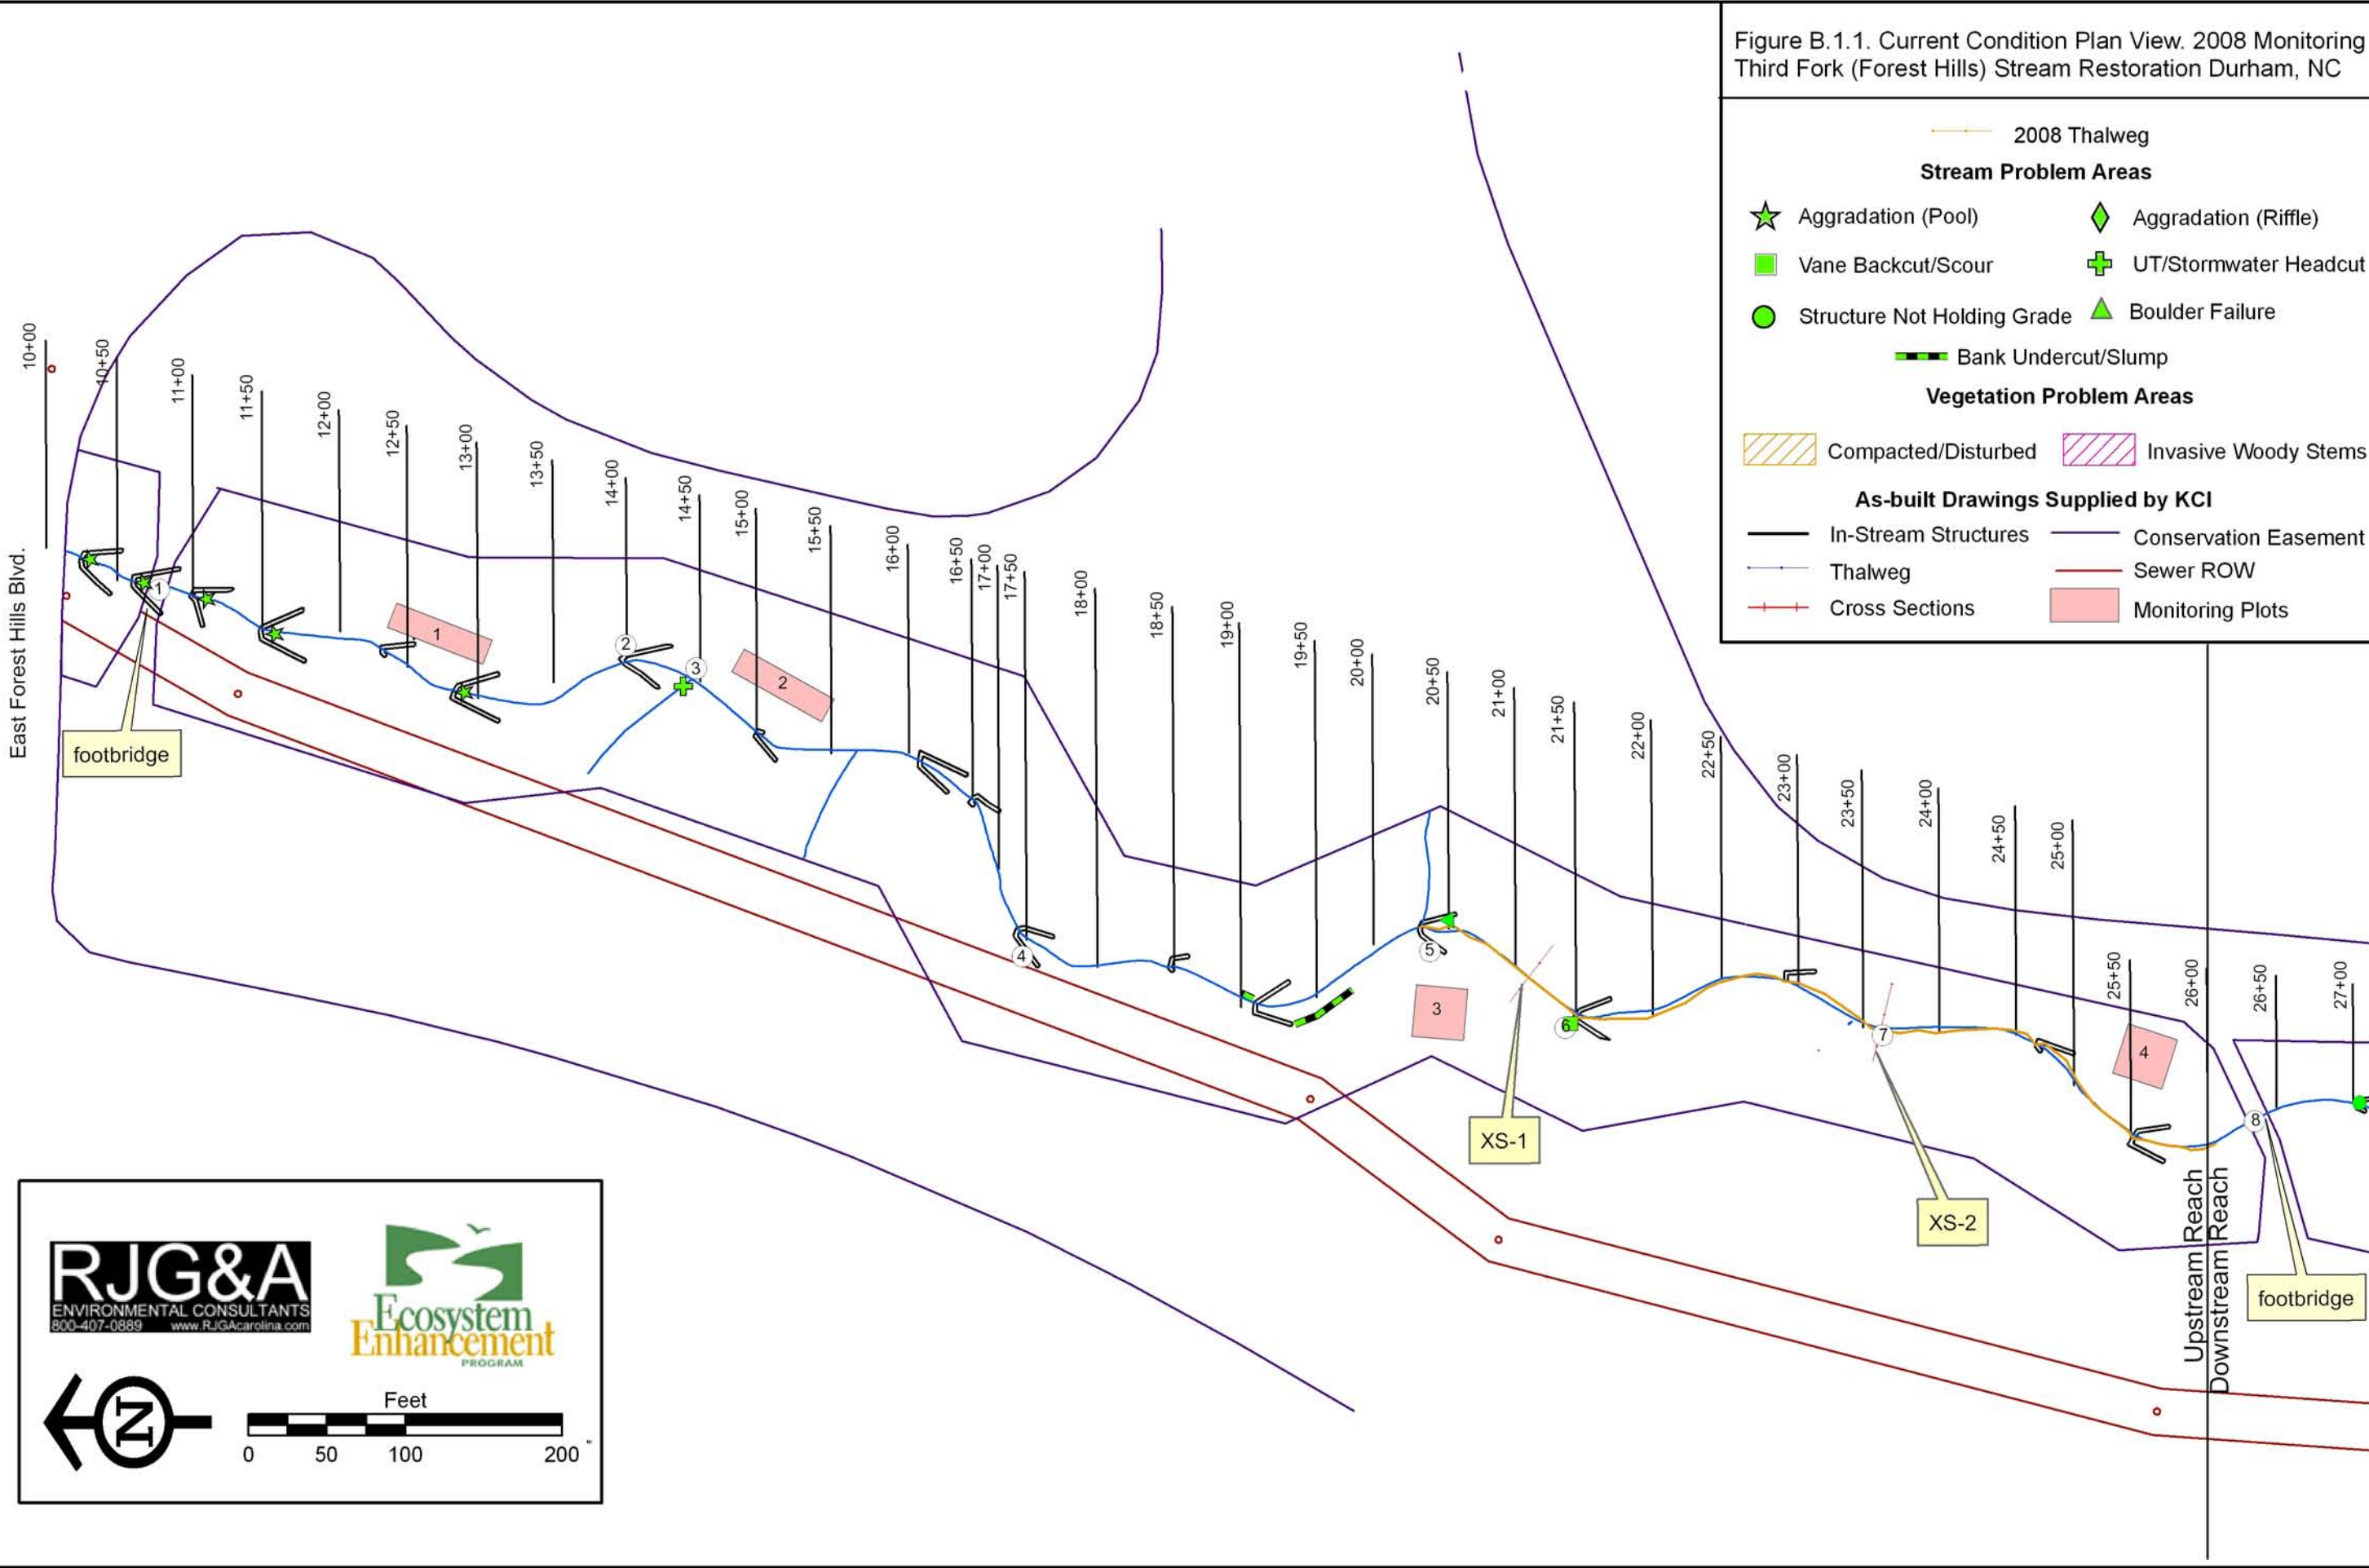 Figure B.1.1. Current Condition Plan View. 2008 Monitoring
Third Fork (Forest Hills) Stream Restoration Durham, NC
2008 Thalweg
Stream Problem Areas
Aggradation (Pool)
Aggradation (Riffle)
Vane Backcut/Scour
UT/Stormwater Headcut
Structure Not Holding Grade
Boulder Failure
Bank Undercut/Slump
Vegetation Problem Areas
Compacted/Disturbed
Invasive Woody Stems
As-built Drawings Supplied by KCI
In-Stream Structures
Conservation Easement
Thalweg
Sewer ROW
Cross Sections
Monitoring Plots
10+00
10+50
11+00
11+50
12+00
12+50
13+00
13+50
14+00
14+50
15+00
15+50
16+00
16+50
17+00
17+50
18+00
18+50
19+00
19+50
20+00
20+50
21+00
21+50
22+00
22+50
23+00
23+50
24+00
24+50
25+00
25+50
26+00
26+50
27+00
East Forest Hills Blvd.
1
1
2
3
2
4
5
3
6
7
4
8
footbridge
XS-1
XS-2
footbridge
Upstream Reach
Downstream Reach
RJG&A
ENVIRONMENTAL CONSULTANTS
800-407-0889 www.RJGAcarolina.com
Ecosystem
Enhancement
PROGRAM
N
Feet
0 50 100 200